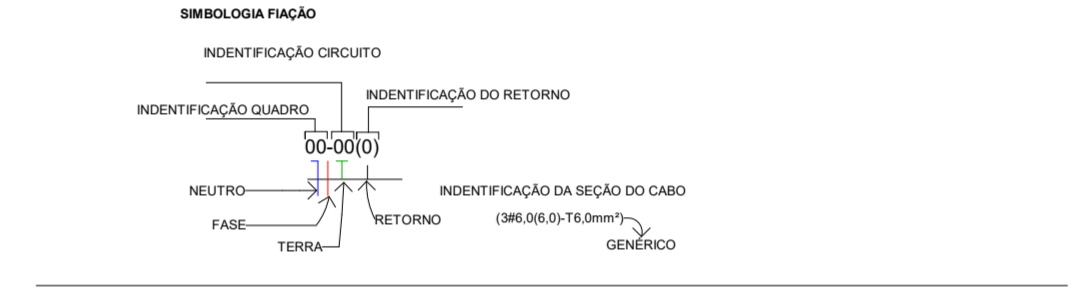 SIMBOLOGIA FIAÇÃO
INDENTIFICAÇÃO CIRCUITO
INDENTIFICAÇÃO DO RETORNO
INDENTIFICAÇÃO QUADRO
00-00(0)
NEUTRO
INDENTIFICAÇÃO DA SEÇÃO DO CABO
FASE
RETORNO
(3#6,0(6,0)-T6,0mm²)
TERRA
GENÉRICO